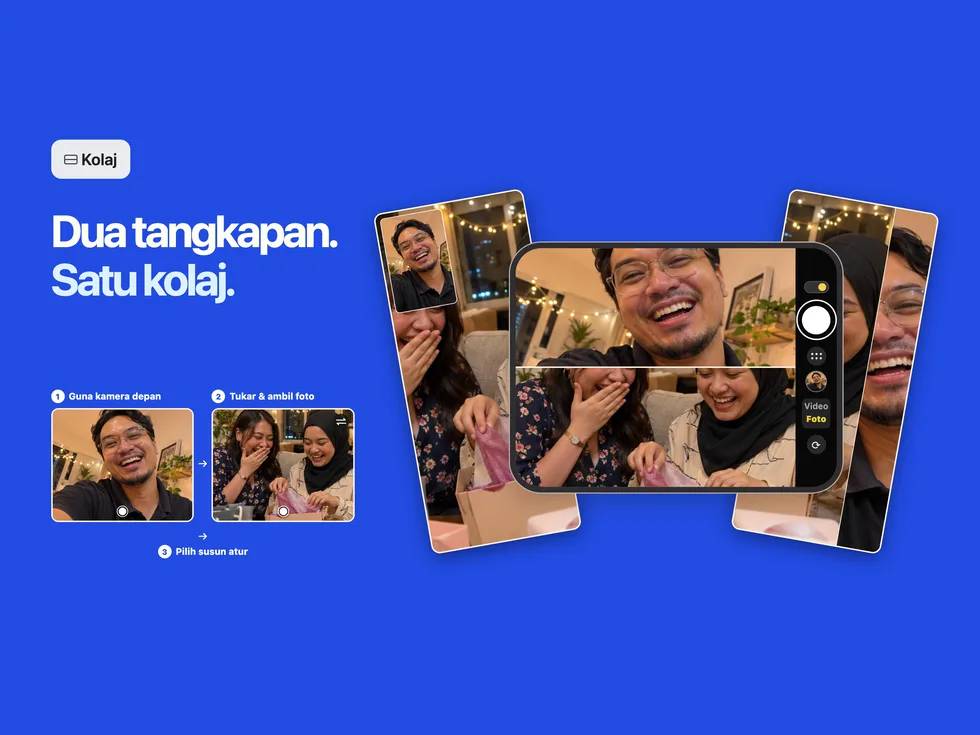 Kolaj
Dua tangkapan.
Satu kolaj.
1 Guna kamera depan
2 Tukar & ambil foto
3 Pilih susun atur
Video
Foto